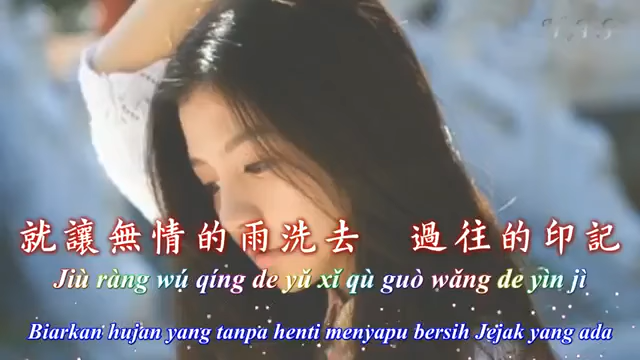 就讓無情的雨洗去 過往的印記
Jiù ràng wú qíng de yǔ xǐ qù guò wǎng de yìn jì
Biarkan hujan yang tanpa henti menyapu bersih Jejak yang ada